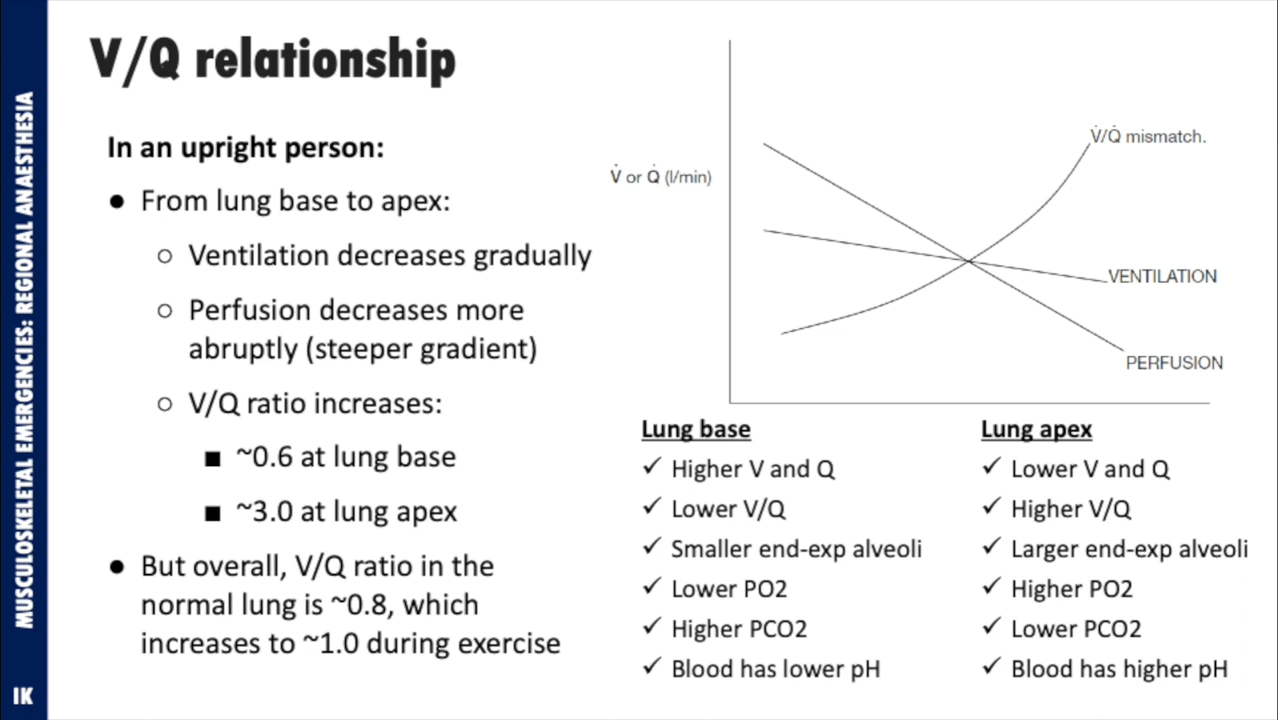 MUSCULOSKELETAL EMERGENCIES: REGIONAL ANAESTHESIA
IK
V/Q relationship
In an upright person:
● From lung base to apex:
○ Ventilation decreases gradually
○ Perfusion decreases more
abruptly (steeper gradient)
○ V/Q ratio increases:
■ ~0.6 at lung base
■ ~3.0 at lung apex
● But overall, V/Q ratio in the
normal lung is ~0.8, which
increases to ~1.0 during exercise
V̇ or Q̇ (l/min)
V̇/Q̇ mismatch.
VENTILATION
PERFUSION
Lung base
✓ Higher V and Q
✓ Lower V/Q
✓ Smaller end-exp alveoli
✓ Lower PO2
✓ Higher PCO2
✓ Blood has lower pH
Lung apex
✓ Lower V and Q
✓ Higher V/Q
✓ Larger end-exp alveoli
✓ Higher PO2
✓ Lower PCO2
✓ Blood has higher pH